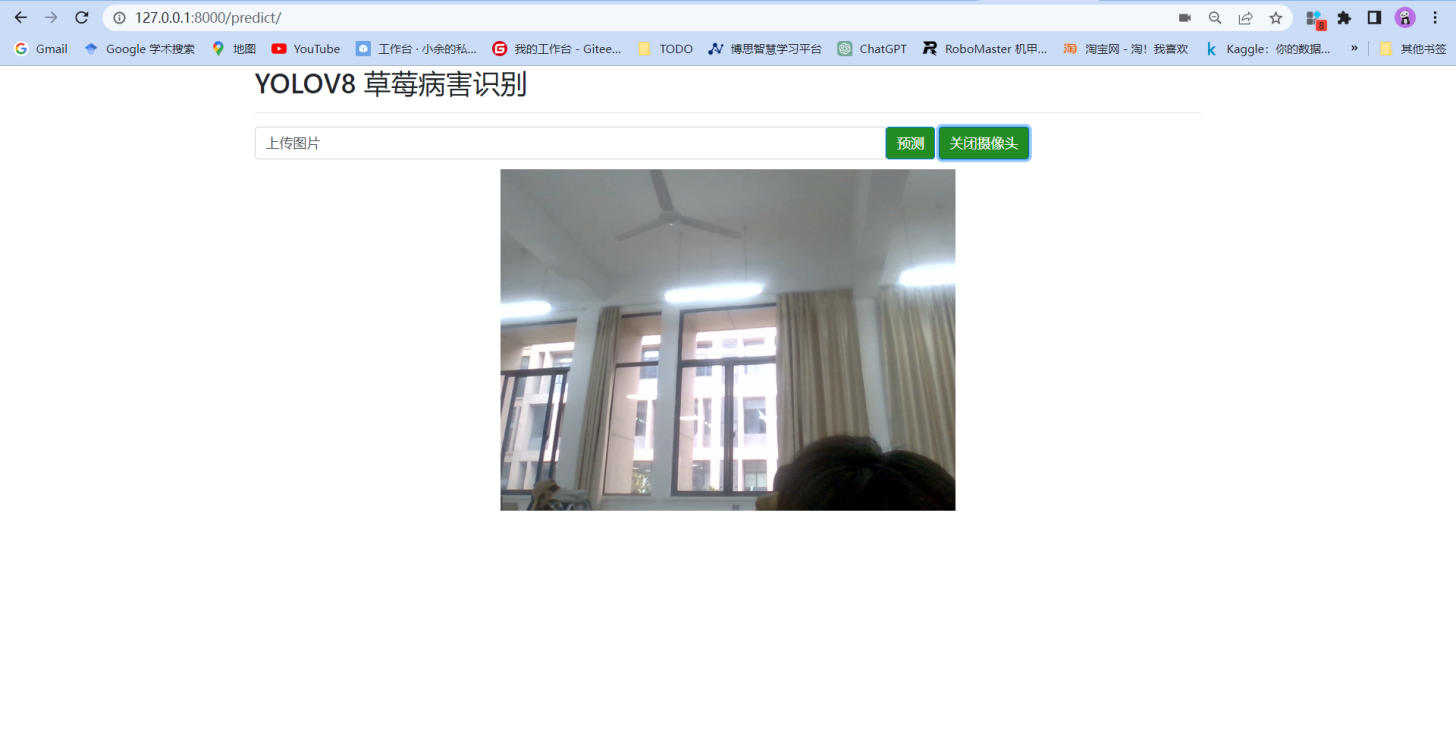 127.0.0.1:8000/predict/
8
Gmail Google 学术搜索 地图 YouTube 工作台 · 小余的私... 我的工作台 - Gitee... TODO 博思智慧学习平台 ChatGPT RoboMaster 机甲... 淘宝网 - 淘！我喜欢 Kaggle：你的数据... » 其他书签
YOLOV8 草莓病害识别
上传图片 预测 关闭摄像头